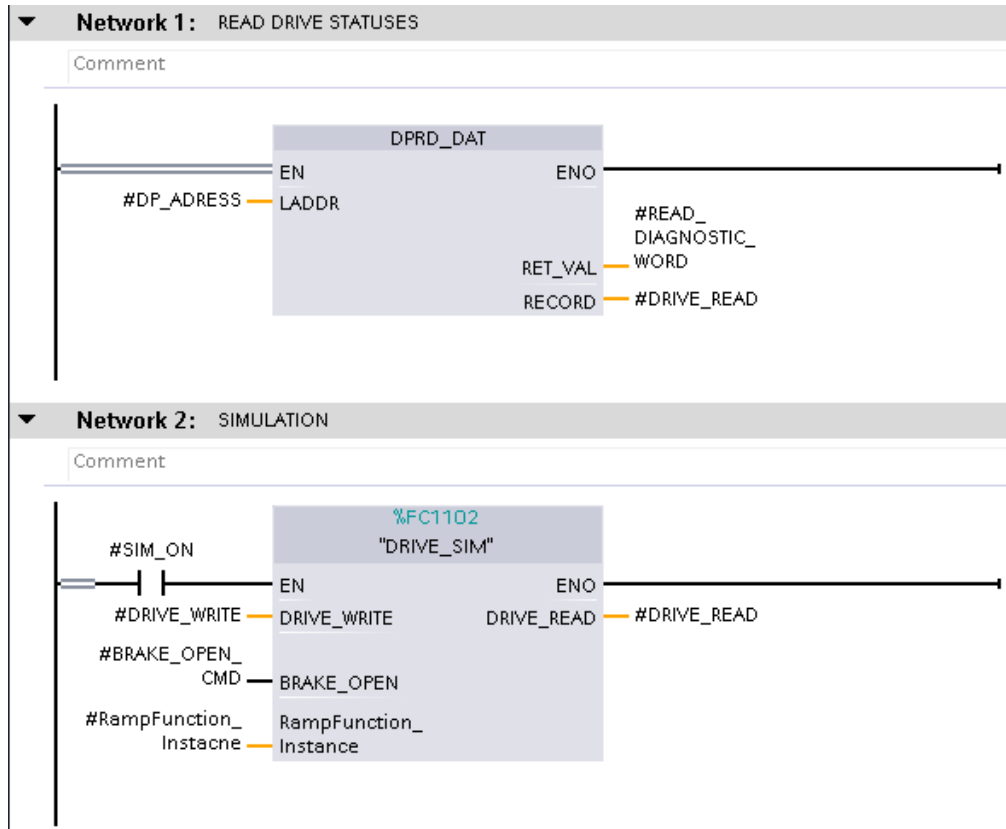 Network 1: READ DRIVE STATUSES
Comment
DPRD_DAT
EN ENO
#DP_ADRESS LADDR
#READ_
DIAGNOSTIC_
RET_VAL WORD
RECORD #DRIVE_READ
Network 2: SIMULATION
Comment
%FC1102
#SIM_ON "DRIVE_SIM"
EN ENO
#DRIVE_WRITE DRIVE_WRITE DRIVE_READ #DRIVE_READ
#BRAKE_OPEN_
CMD BRAKE_OPEN
#RampFunction_ RampFunction_
Instacne Instance